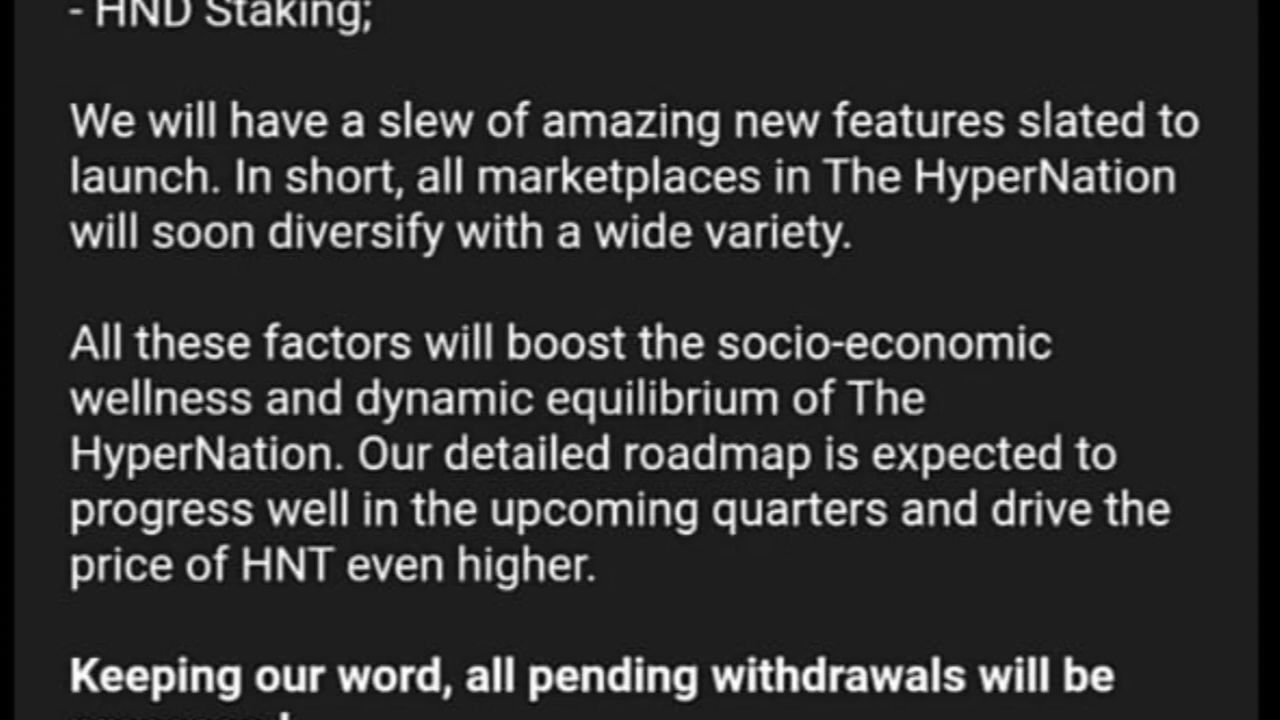 - HND Staking;
We will have a slew of amazing new features slated to
launch. In short, all marketplaces in The HyperNation
will soon diversify with a wide variety.
All these factors will boost the socio-economic
wellness and dynamic equilibrium of The
HyperNation. Our detailed roadmap is expected to
progress well in the upcoming quarters and drive the
price of HNT even higher.
Keeping our word, all pending withdrawals will be